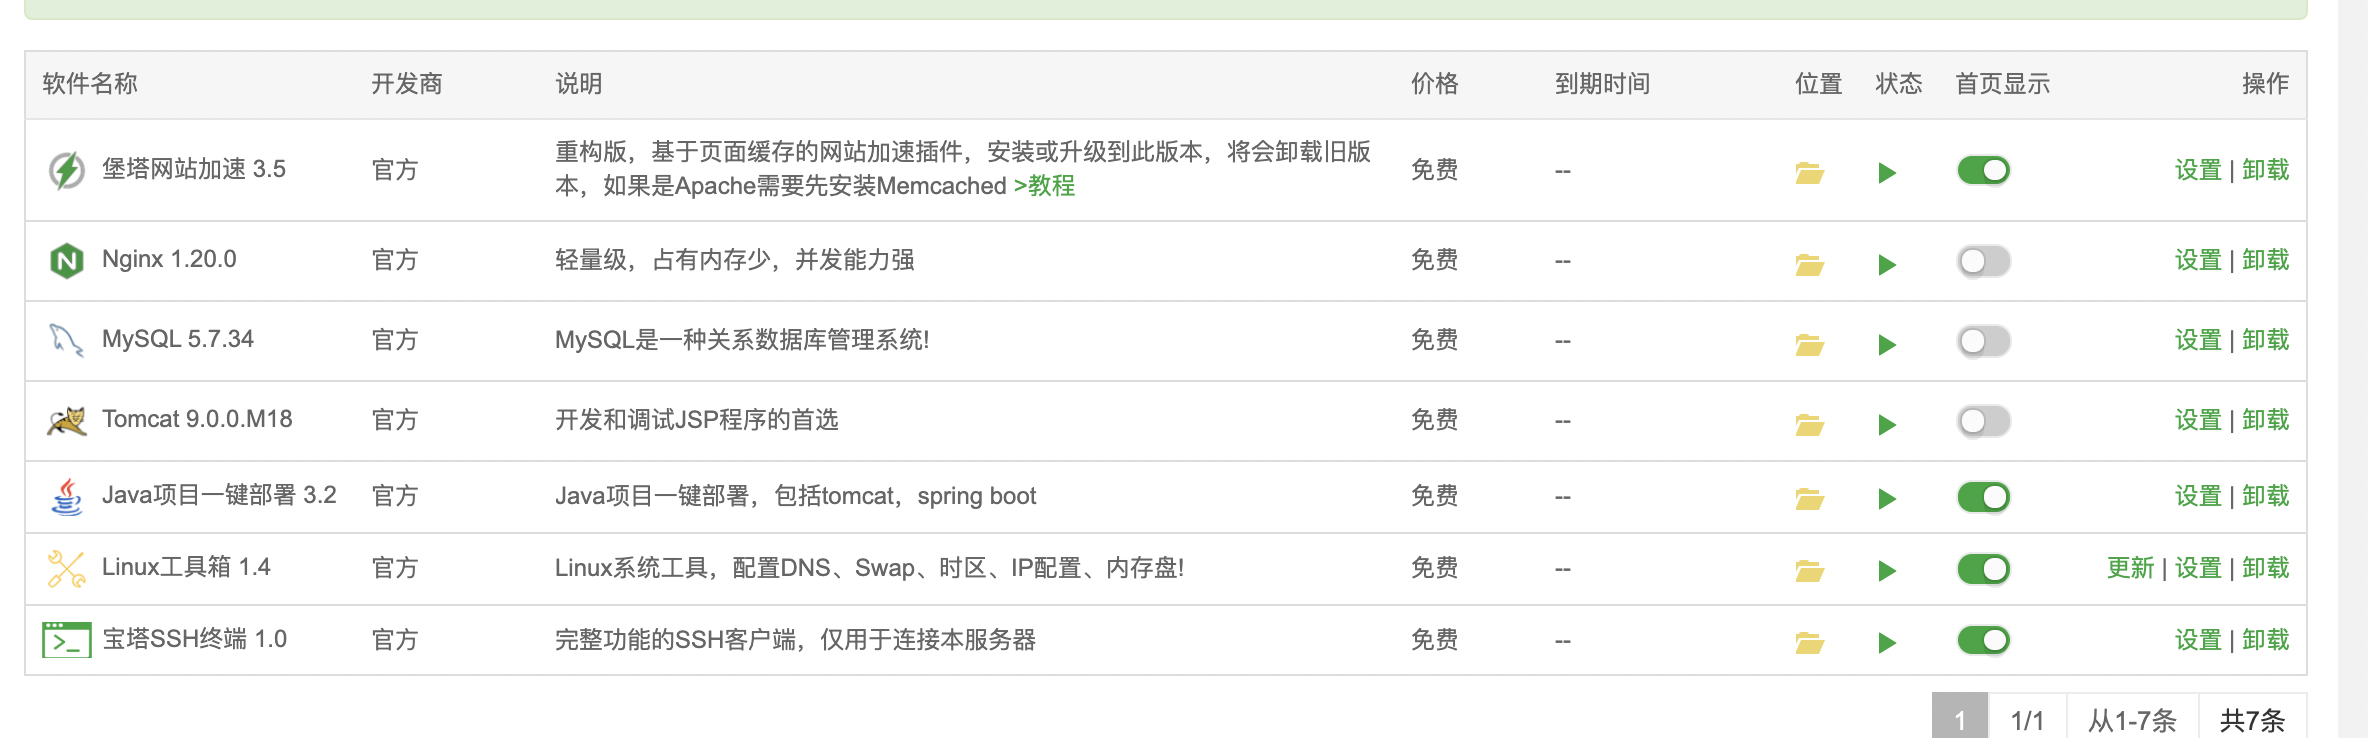 软件名称 开发商 说明 价格 到期时间 位置 状态 首页显示 操作
堡塔网站加速 3.5 官方 重构版，基于页面缓存的网站加速插件，安装或升级到此版本，将会卸载旧版 免费 -- 设置 | 卸载
本，如果是Apache需要先安装Memcached >教程
Nginx 1.20.0 官方 轻量级，占有内存少，并发能力强 免费 -- 设置 | 卸载
MySQL 5.7.34 官方 MySQL是一种关系数据库管理系统! 免费 -- 设置 | 卸载
Tomcat 9.0.0.M18 官方 开发和调试JSP程序的首选 免费 -- 设置 | 卸载
Java项目一键部署 3.2 官方 Java项目一键部署，包括tomcat，spring boot 免费 -- 设置 | 卸载
Linux工具箱 1.4 官方 Linux系统工具，配置DNS、Swap、时区、IP配置、内存盘! 免费 -- 更新 | 设置 | 卸载
宝塔SSH终端 1.0 官方 完整功能的SSH客户端，仅用于连接本服务器 免费 -- 设置 | 卸载
1 1/1 从1-7条 共7条